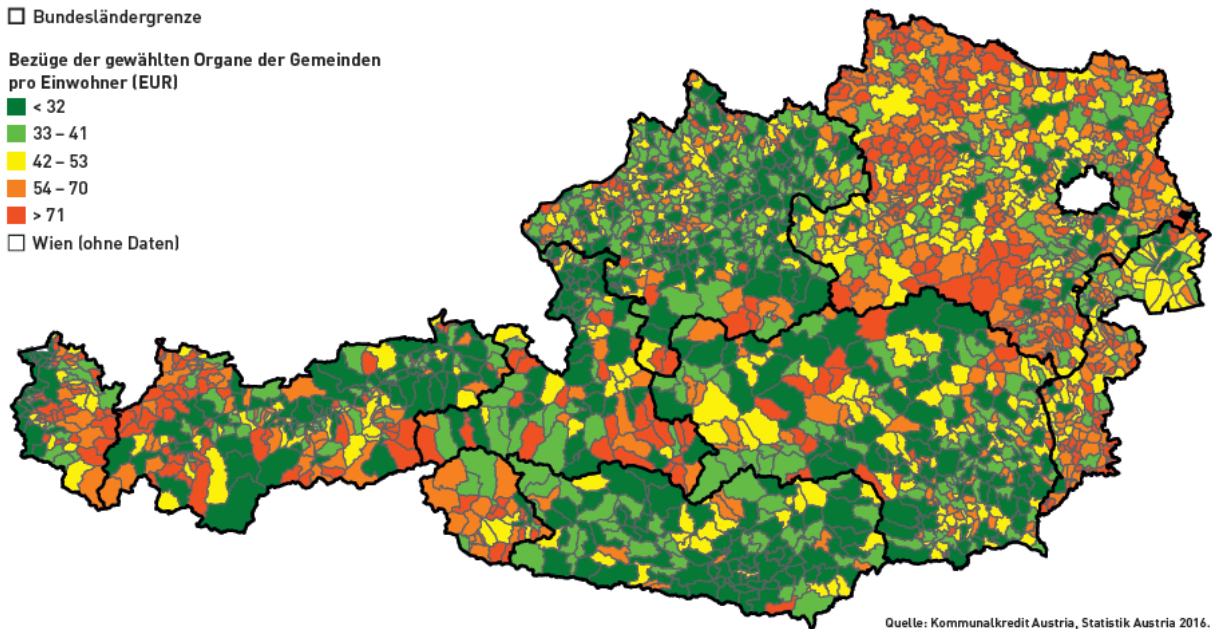 Bundesländergrenze
Bezüge der gewählten Organe der Gemeinden
pro Einwohner (EUR)
< 32
33 – 41
42 – 53
54 – 70
> 71
Wien (ohne Daten)
Quelle: Kommunalkredit Austria, Statistik Austria 2016.